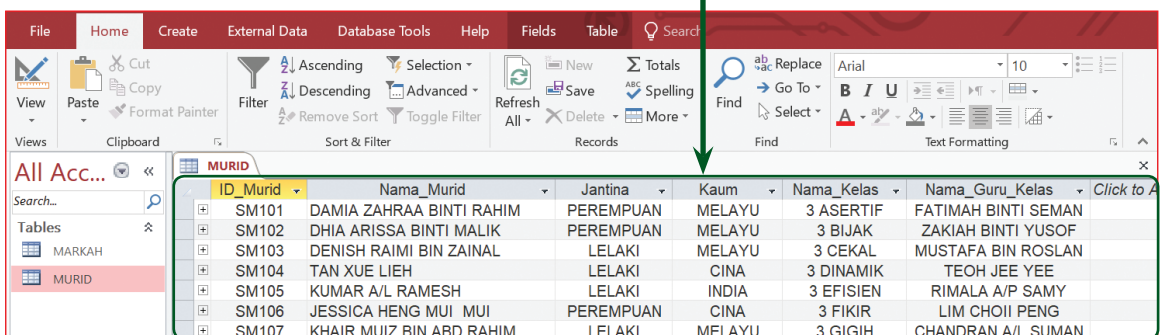 File Home Create External Data Database Tools Help Fields Table Search
Cut
Copy
Format Painter
View
Paste
Filter
Ascending
Descending
Remove Sort
Selection
Advanced
Toggle Filter
Refresh
All
New
Save
Delete
Totals
Spelling
More
Find
Replace
Go To
Select
Arial 10
B I U
Views Clipboard Sort & Filter Records Find Text Formatting
All Acc...
Search...
Tables
MARKAH
MURID
MURID
ID_Murid Nama_Murid Jantina Kaum Nama_Kelas Nama_Guru_Kelas Click to A
SM101 DAMIA ZAHRAA BINTI RAHIM PEREMPUAN MELAYU 3 ASERTIF FATIMAH BINTI SEMAN
SM102 DHIA ARISSA BINTI MALIK PEREMPUAN MELAYU 3 BIJAK ZAKIAH BINTI YUSOF
SM103 DENISH RAIMI BIN ZAINAL LELAKI MELAYU 3 CEKAL MUSTAFA BIN ROSLAN
SM104 TAN XUE LIEH LELAKI CINA 3 DINAMIK TEOH JEE YEE
SM105 KUMAR A/L RAMESH LELAKI INDIA 3 EFISIEN RIMALA A/P SAMY
SM106 JESSICA HENG MUI MUI PEREMPUAN CINA 3 FIKIR LIM CHOII PENG
SM107 KHAIR MUIZ BIN ABD RAHIM LELAKI MELAYU 3 GIGIH CHANDRAN A/L SUMAN